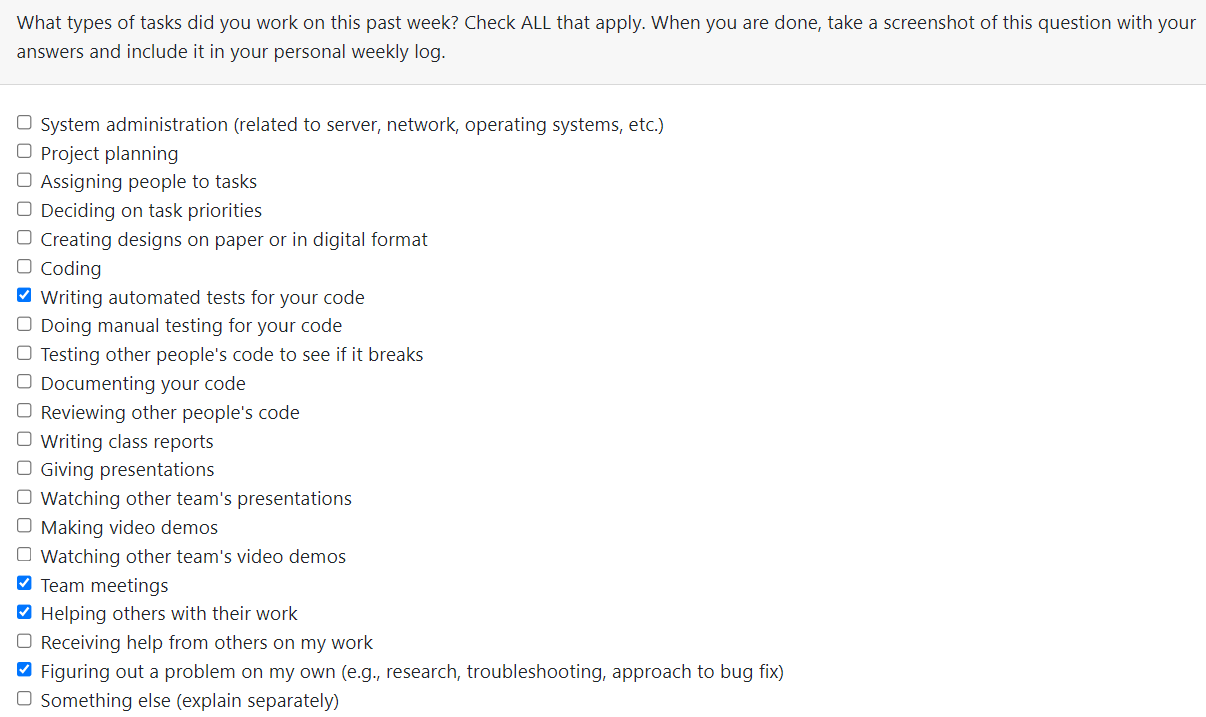 What types of tasks did you work on this past week? Check ALL that apply. When you are done, take a screenshot of this question with your
answers and include it in your personal weekly log.
System administration (related to server, network, operating systems, etc.)
Project planning
Assigning people to tasks
Deciding on task priorities
Creating designs on paper or in digital format
Coding
Writing automated tests for your code
Doing manual testing for your code
Testing other people's code to see if it breaks
Documenting your code
Reviewing other people's code
Writing class reports
Giving presentations
Watching other team's presentations
Making video demos
Watching other team's video demos
Team meetings
Helping others with their work
Receiving help from others on my work
Figuring out a problem on my own (e.g., research, troubleshooting, approach to bug fix)
Something else (explain separately)